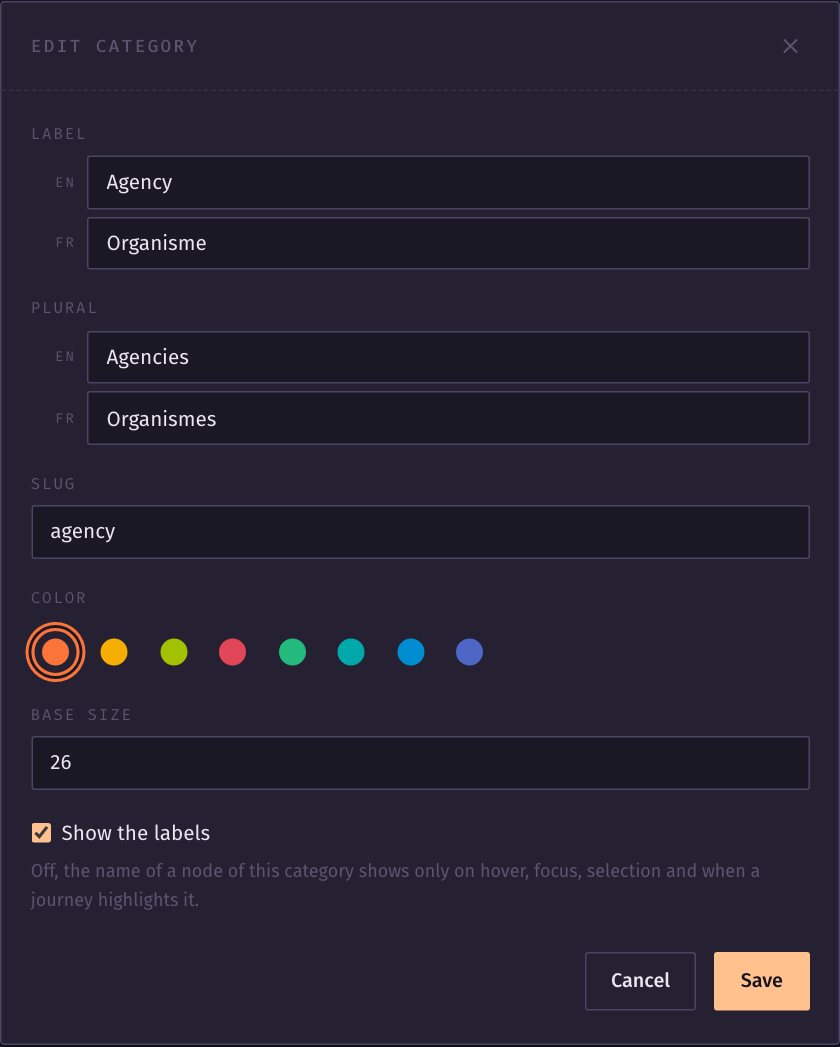 EDIT CATEGORY
LABEL
EN Agency
FR Organisme
PLURAL
EN Agencies
FR Organismes
SLUG
agency
COLOR
BASE SIZE
26
Show the labels
Off, the name of a node of this category shows only on hover, focus, selection and when a
journey highlights it.
Cancel Save